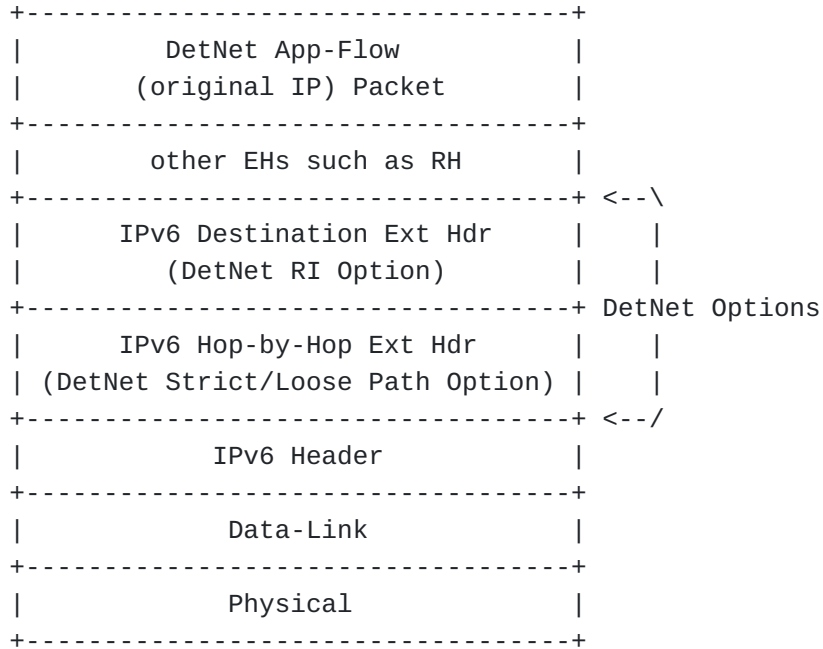 +-----------------------------------+
|         DetNet App-Flow           |
|       (original IP) Packet        |
+-----------------------------------+
|        other EHs such as RH       |
+-----------------------------------+ <--\
|      IPv6 Destination Ext Hdr     |    |
|         (DetNet RI Option)        |    |
+-----------------------------------+ DetNet Options
|      IPv6 Hop-by-Hop Ext Hdr      |    |
| (DetNet Strict/Loose Path Option) |    |
+-----------------------------------+ <--/
|            IPv6 Header            |
+-----------------------------------+
|             Data-Link             |
+-----------------------------------+
|             Physical              |
+-----------------------------------+